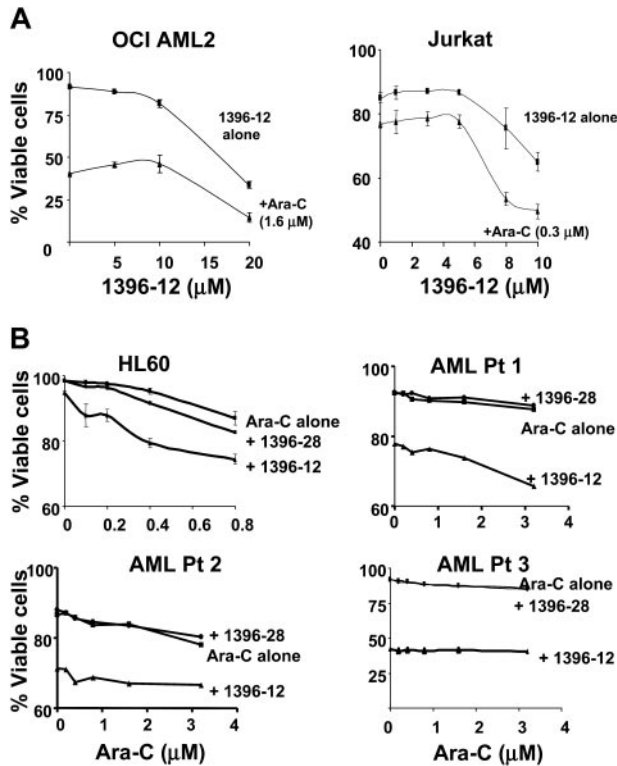 A
OCI AML2
Jurkat
% Viable cells
100
75
50
25
0
1396-12
alone
+Ara-C
(1.6 μM)
5
10
15
20
1396-12 (μM)
100
80
60
40
1396-12 alone
+Ara-C (0.3 μM)
0
2
4
6
8
10
1396-12 (μM)
B
HL60
% Viable cells
100
80
60
Ara-C alone
+ 1396-28
+ 1396-12
0
0.2
0.4
0.6
0.8
AML Pt 1
100
80
60
+ 1396-28
Ara-C alone
+ 1396-12
0
1
2
3
4
AML Pt 2
% Viable cells
100
80
60
+ 1396-28
Ara-C alone
+ 1396-12
0
1
2
3
4
Ara-C (μM)
AML Pt 3
100
75
50
25
Ara-C alone
+ 1396-28
+ 1396-12
0
1
2
3
4
Ara-C (μM)